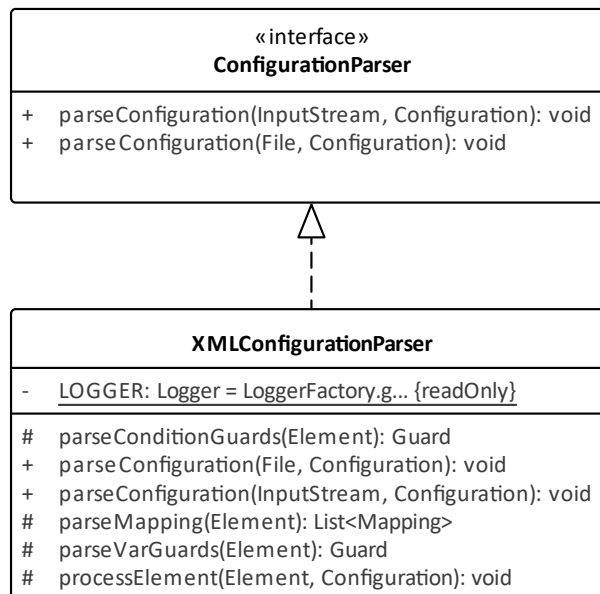 «interface»
ConfigurationParser
+ parseConfiguration(InputStream, Configuration): void
+ parseConfiguration(File, Configuration): void
XMLConfigurationParser
- LOGGER: Logger = LoggerFactory.g... {readOnly}
# parseConditionGuards(Element): Guard
+ parseConfiguration(File, Configuration): void
+ parseConfiguration(InputStream, Configuration): void
# parseMapping(Element): List<Mapping>
# parseVarGuards(Element): Guard
# processElement(Element, Configuration): void